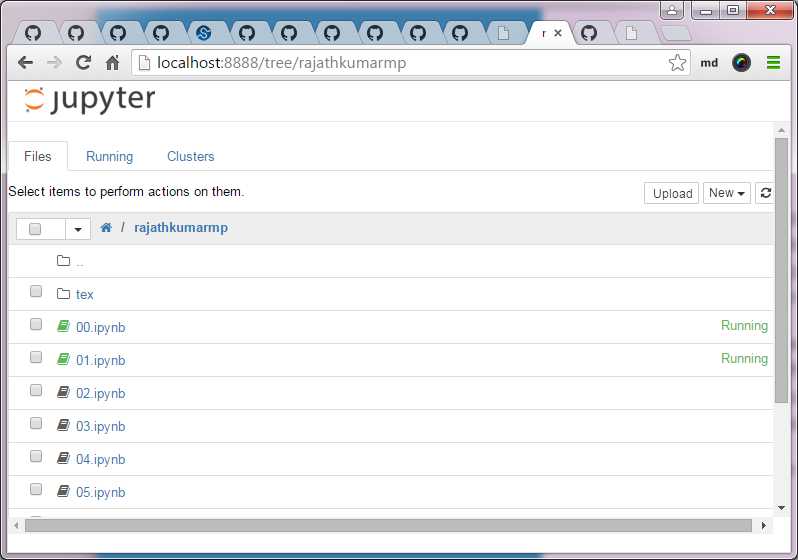 r
localhost:8888/tree/rajathkumarmp
md
jupyter
Files Running Clusters
Select items to perform actions on them.
Upload New
/ rajathkumarmp
..
tex
00.ipynb Running
01.ipynb Running
02.ipynb
03.ipynb
04.ipynb
05.ipynb